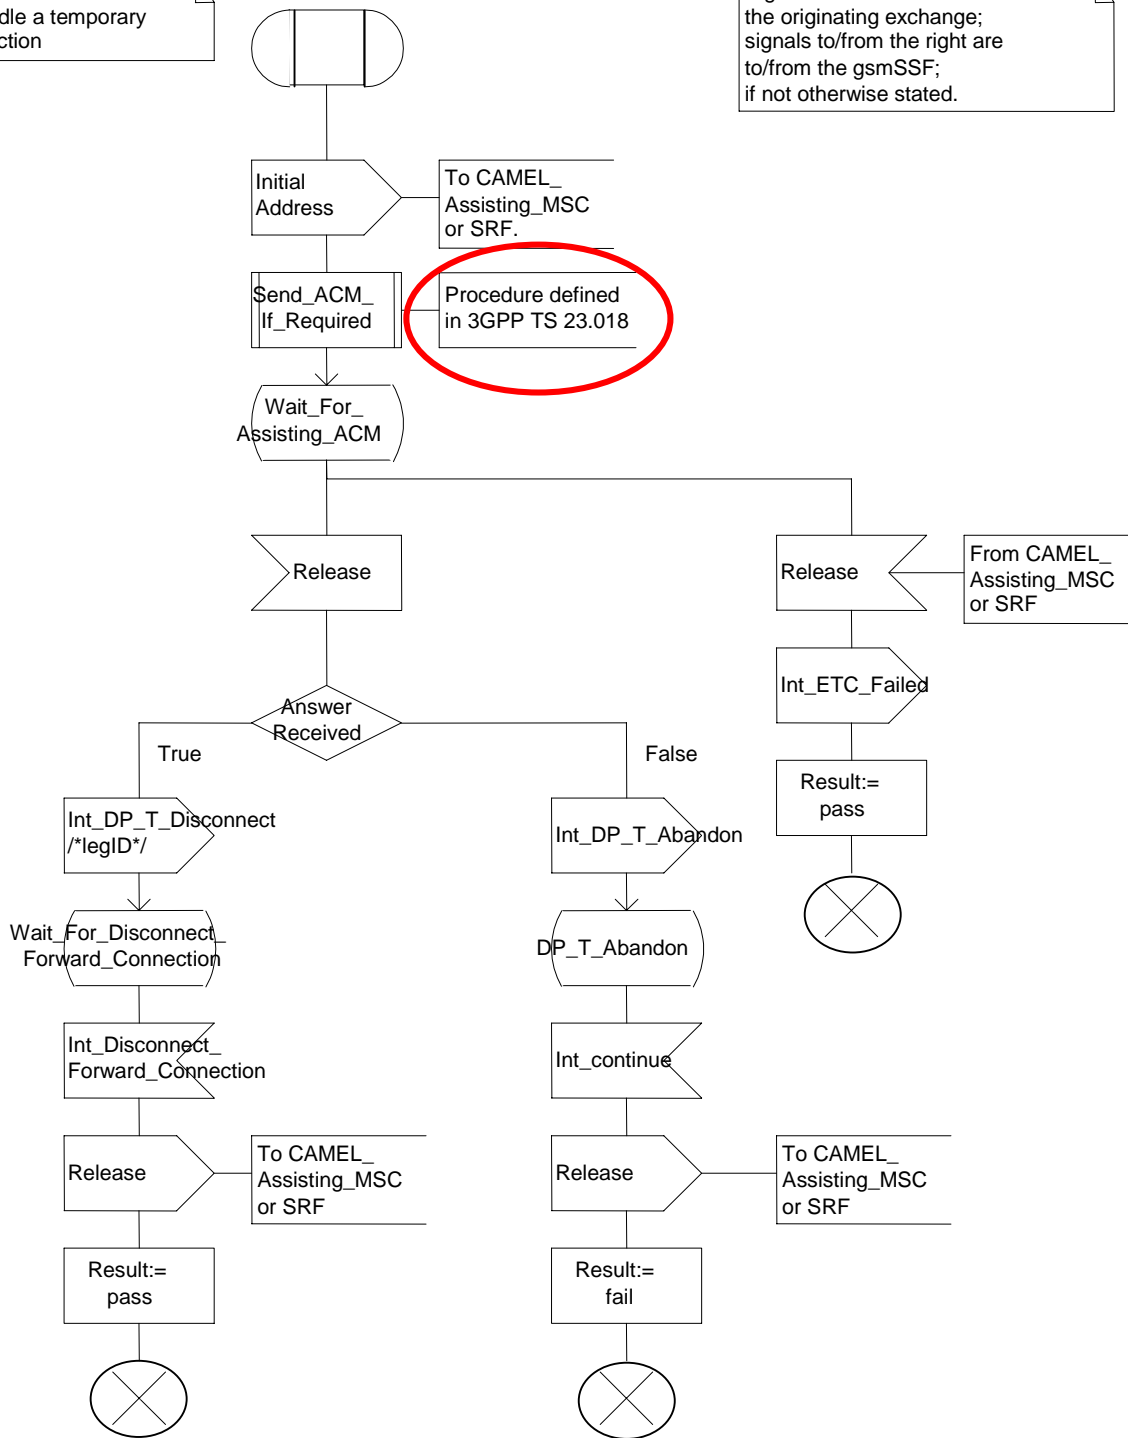 dle a temporary
ction
the originating exchange;
signals to/from the right are
to/from the gsmSSF;
if not otherwise stated.
Initial
Address
To CAMEL_
Assisting_MSC
or SRF.
Send_ACM_
If_Required
Procedure defined
in 3GPP TS 23.018
Wait_For_
Assisting_ACM
Release
Release
From CAMEL_
Assisting_MSC
or SRF
Int_ETC_Failed
Answer
Received
True
False
Result:=
pass
Int_DP_T_Disconnect
/*legID*/
Int_DP_T_Abandon
Wait_For_Disconnect_
Forward_Connection
DP_T_Abandon
Int_Disconnect_
Forward_Connection
Int_continue
Release
To CAMEL_
Assisting_MSC
or SRF
Release
To CAMEL_
Assisting_MSC
or SRF
Result:=
pass
Result:=
fail